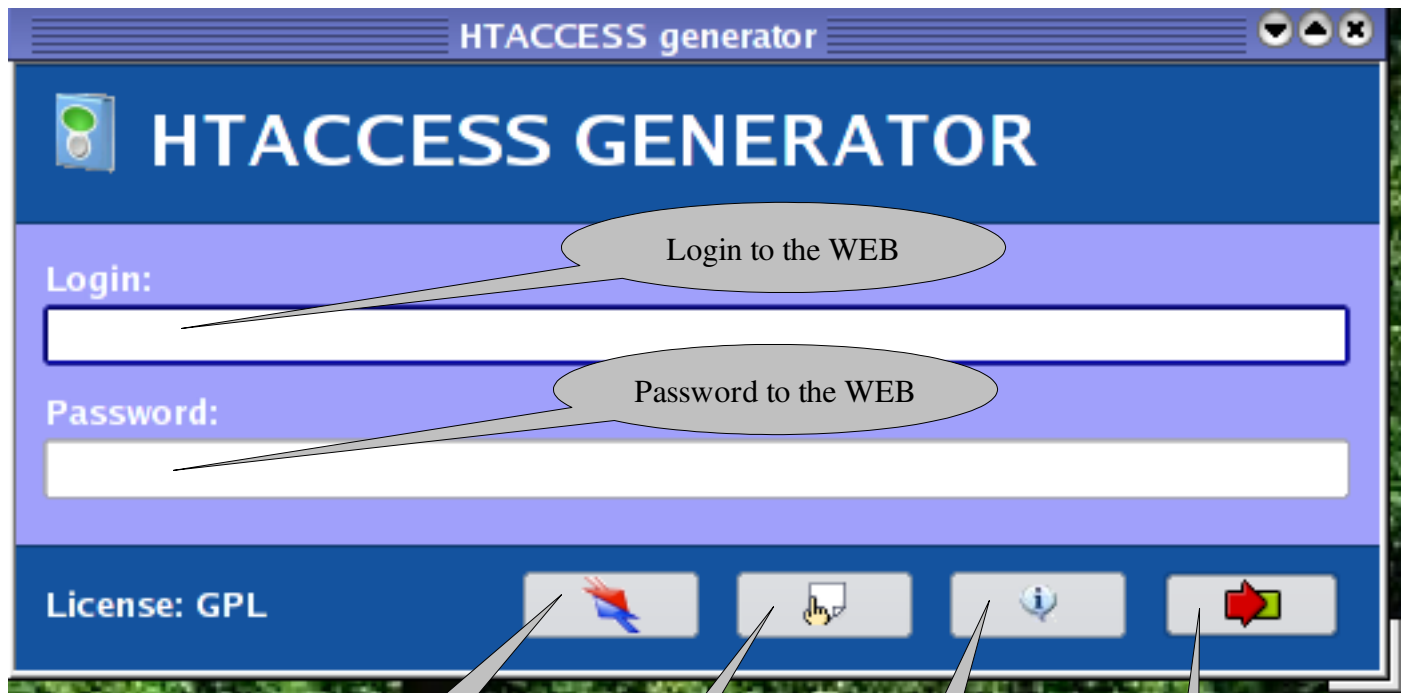 HTACCESS generator
HTACCESS GENERATOR
Login to the WEB
Login:
Password to the WEB
Password:
License: GPL